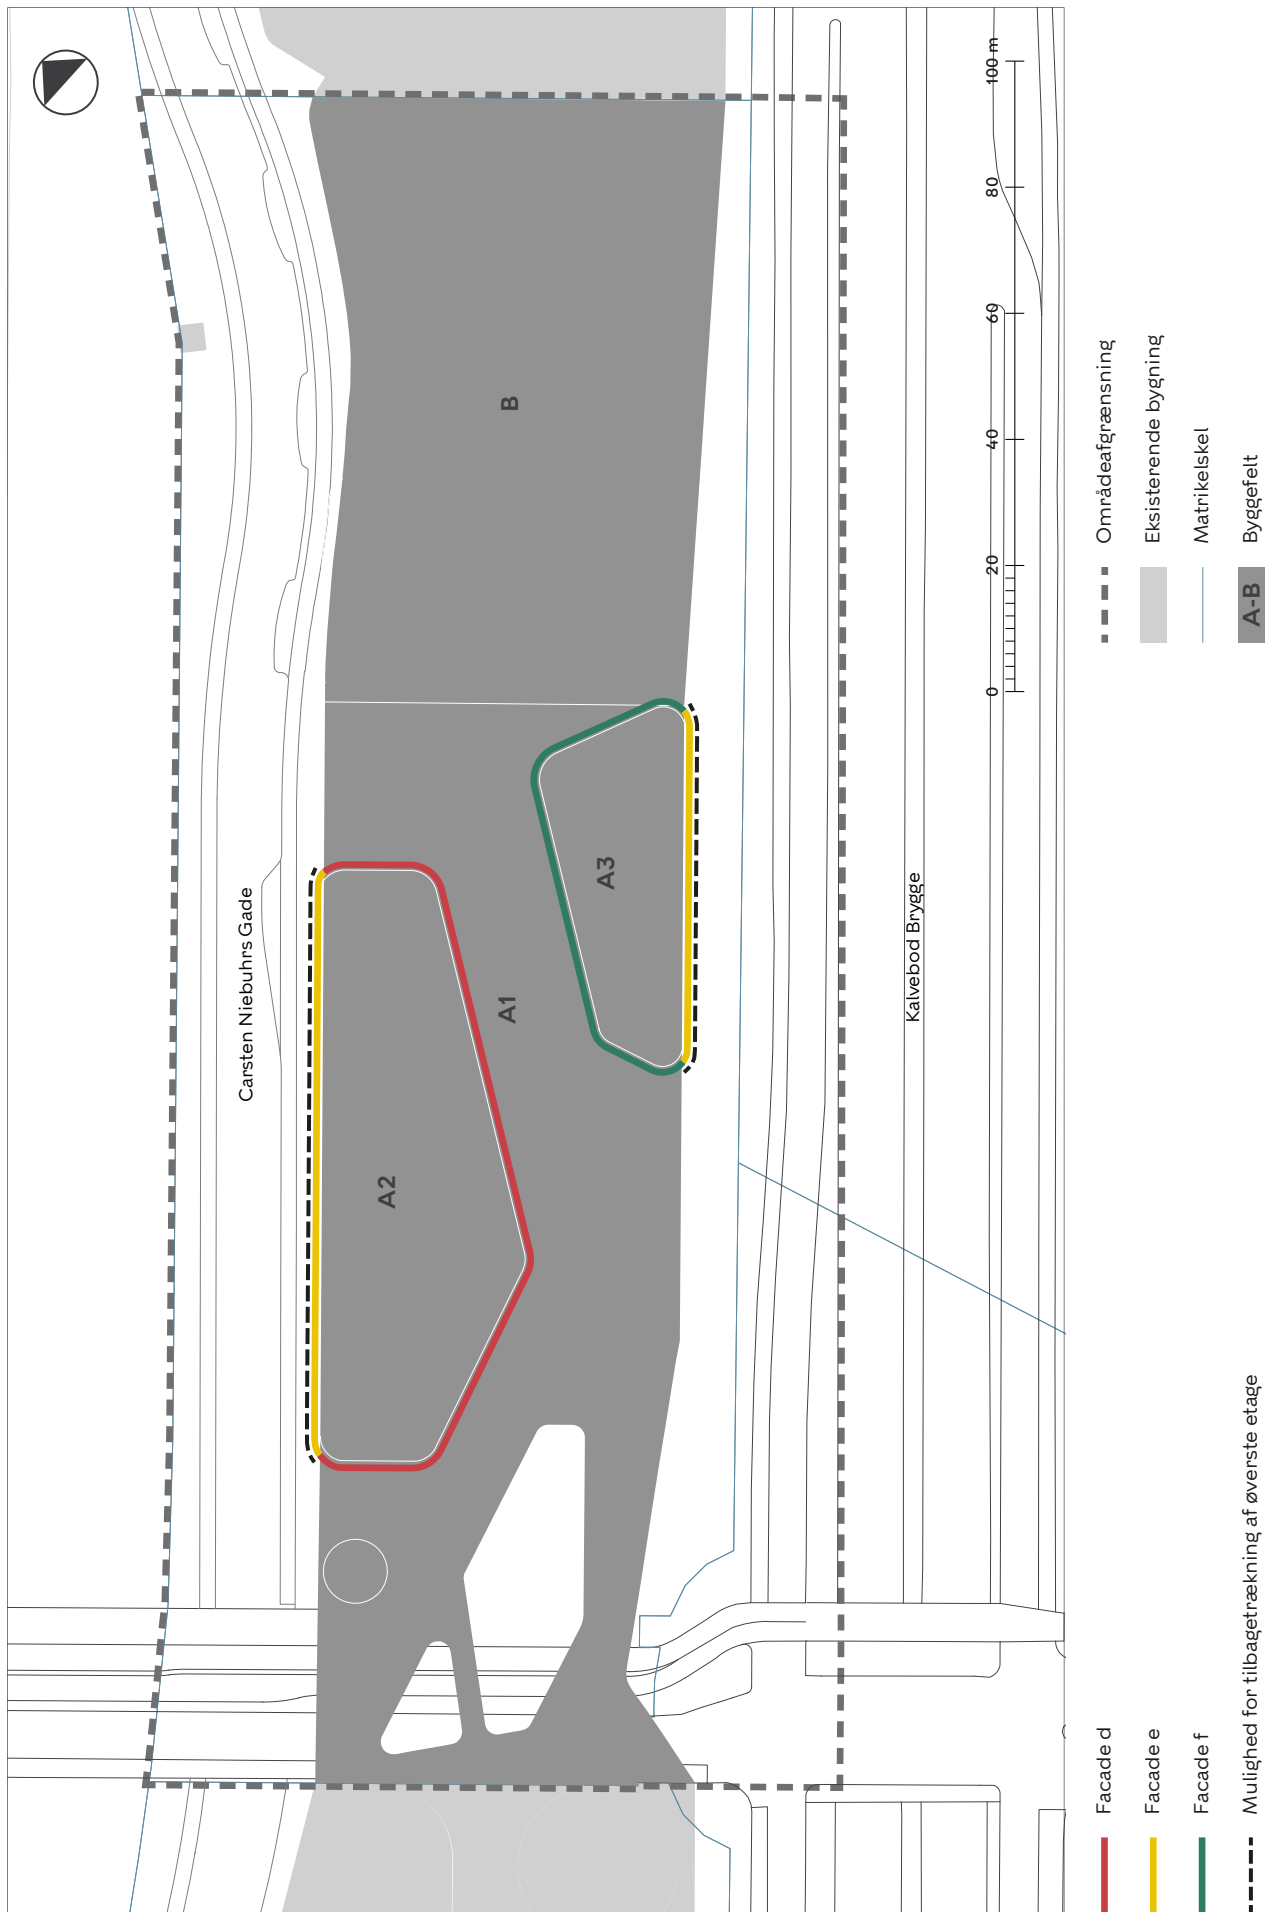 Carsten Niebuhrs Gade
Kalvebod Brygge
A2
A1
A3
B
0 20 40 60 80 100 m
Facade d
Facade e
Facade f
Mulighed for tilbagetrækning af øverste etage
Områdeafgrænsning
Eksisterende bygning
Matrikelskel
A-B Byggefelt